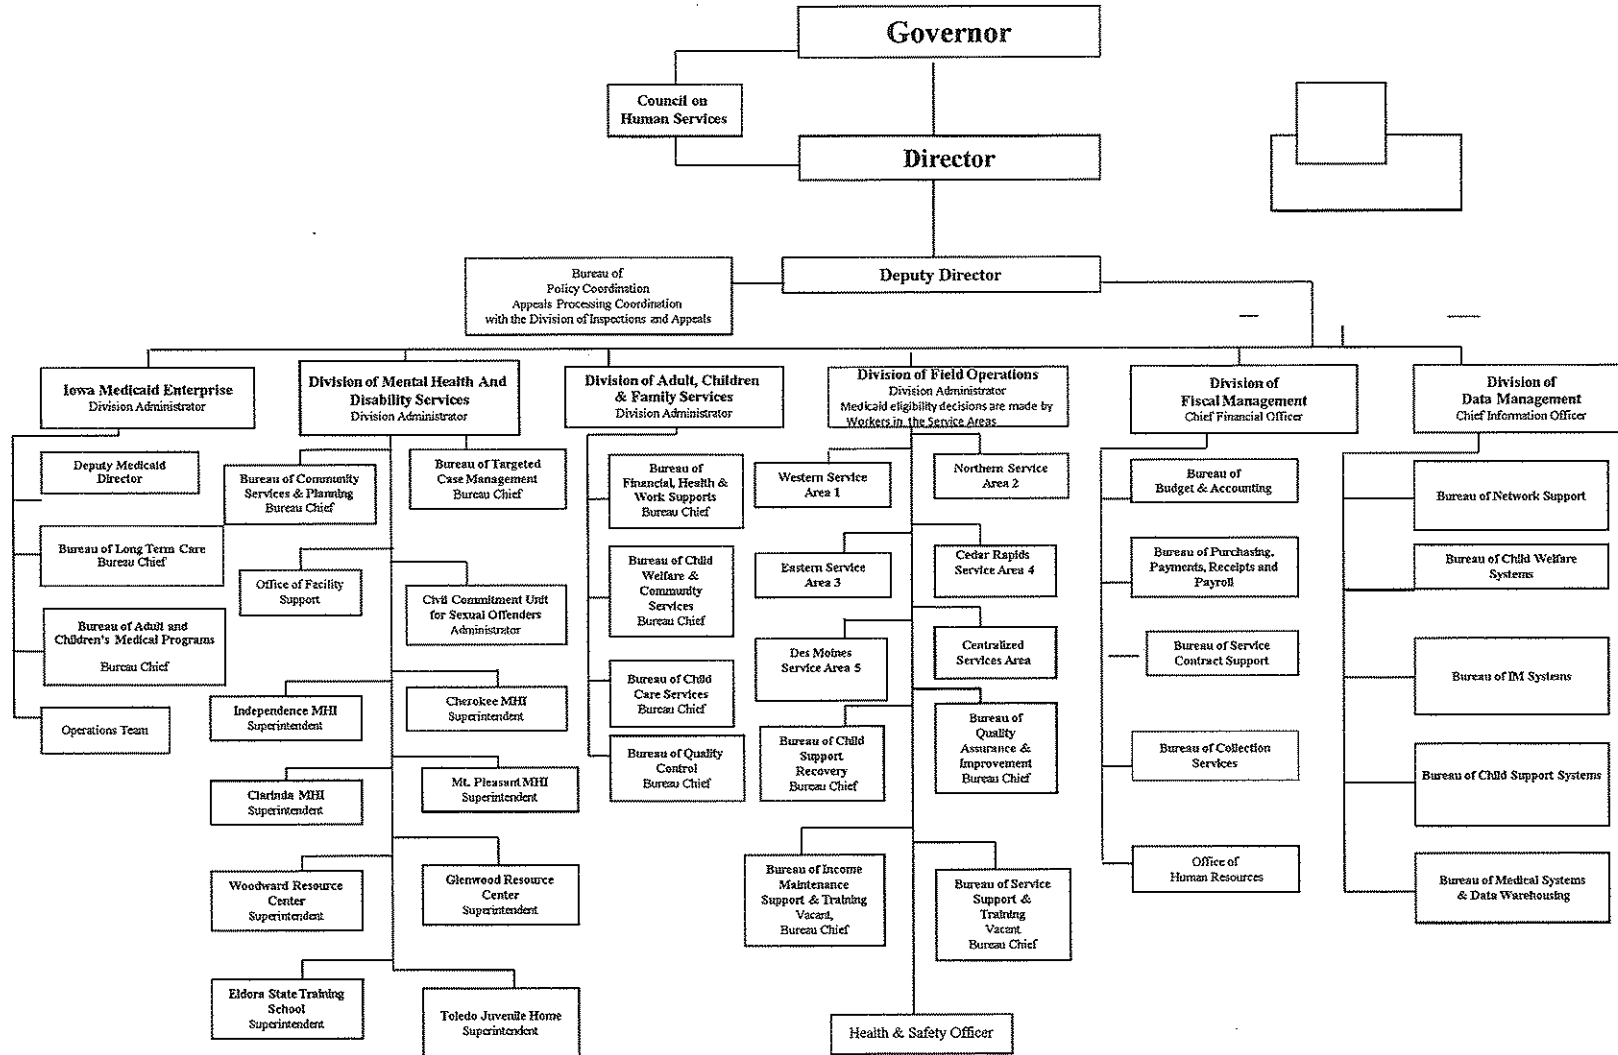 Governor
Council on
Human Services
Director
Deputy Director
Bureau of
Policy Coordination
Appeals Processing Coordination
with the Division of Inspections and Appeals
Iowa Medicaid Enterprise
Division Administrator
Division of Mental Health And
Disability Services
Division Administrator
Division of Adult, Children
& Family Services
Division Administrator
Division of Field Operations
Division Administrator
Medicaid eligibility decisions are made by
Workers in the Service Areas
Division of
Fiscal Management
Chief Financial Officer
Division of
Data Management
Chief Information Officer
Deputy Medicaid
Director
Bureau of Long Term Care
Bureau Chief
Bureau of Adult and
Children's Medical Programs
Bureau Chief
Operations Team
Bureau of Community
Services & Planning
Bureau Chief
Bureau of Targeted
Case Management
Bureau Chief
Office of Facility
Support
Civil Commitment Unit
for Sexual Offenders
Administrator
Independence MHI
Superintendent
Cherokee MHI
Superintendent
Clarinda MHI
Superintendent
Mt. Pleasant MHI
Superintendent
Woodward Resource
Center
Superintendent
Glenwood Resource
Center
Superintendent
Eldora State Training
School
Superintendent
Toledo Juvenile Home
Superintendent
Bureau of
Financial, Health &
Work Supports
Bureau Chief
Bureau of Child
Welfare &
Community
Services
Bureau Chief
Bureau of Child
Care Services
Bureau Chief
Bureau of Quality
Control
Bureau Chief
Western Service
Area 1
Northern Service
Area 2
Eastern Service
Area 3
Cedar Rapids
Service Area 4
Des Moines
Service Area 5
Centralized
Services Area
Bureau of Child
Support
Recovery
Bureau Chief
Bureau of
Quality
Assurance &
Improvement
Bureau Chief
Bureau of Income
Maintenance
Support & Training
Vacant,
Bureau Chief
Bureau of Service
Support &
Training
Vacant
Bureau Chief
Health & Safety Officer
Bureau of
Budget & Accounting
Bureau of Purchasing,
Payments, Receipts and
Payroll
Bureau of Service
Contract Support
Bureau of Collection
Services
Office of
Human Resources
Bureau of Network Support
Bureau of Child Welfare
Systems
Bureau of IM Systems
Bureau of Child Support Systems
Bureau of Medical Systems
& Data Warehousing